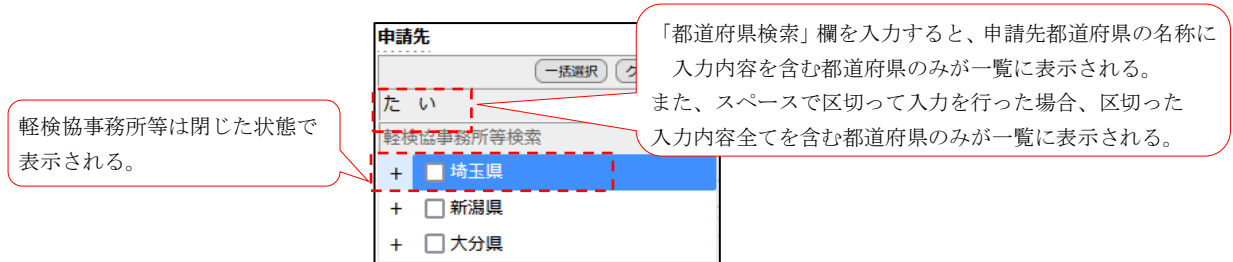 申請先
一括選択
た い
軽検協事務所等検索
+ 埼玉県
+ 新潟県
+ 大分県
軽検協事務所等は閉じた状態で
表示される。
「都道府県検索」欄を入力すると、申請先都道府県の名称に
入力内容を含む都道府県のみが一覧に表示される。
また、スペースで区切って入力を行った場合、区切った
入力内容全てを含む都道府県のみが一覧に表示される。